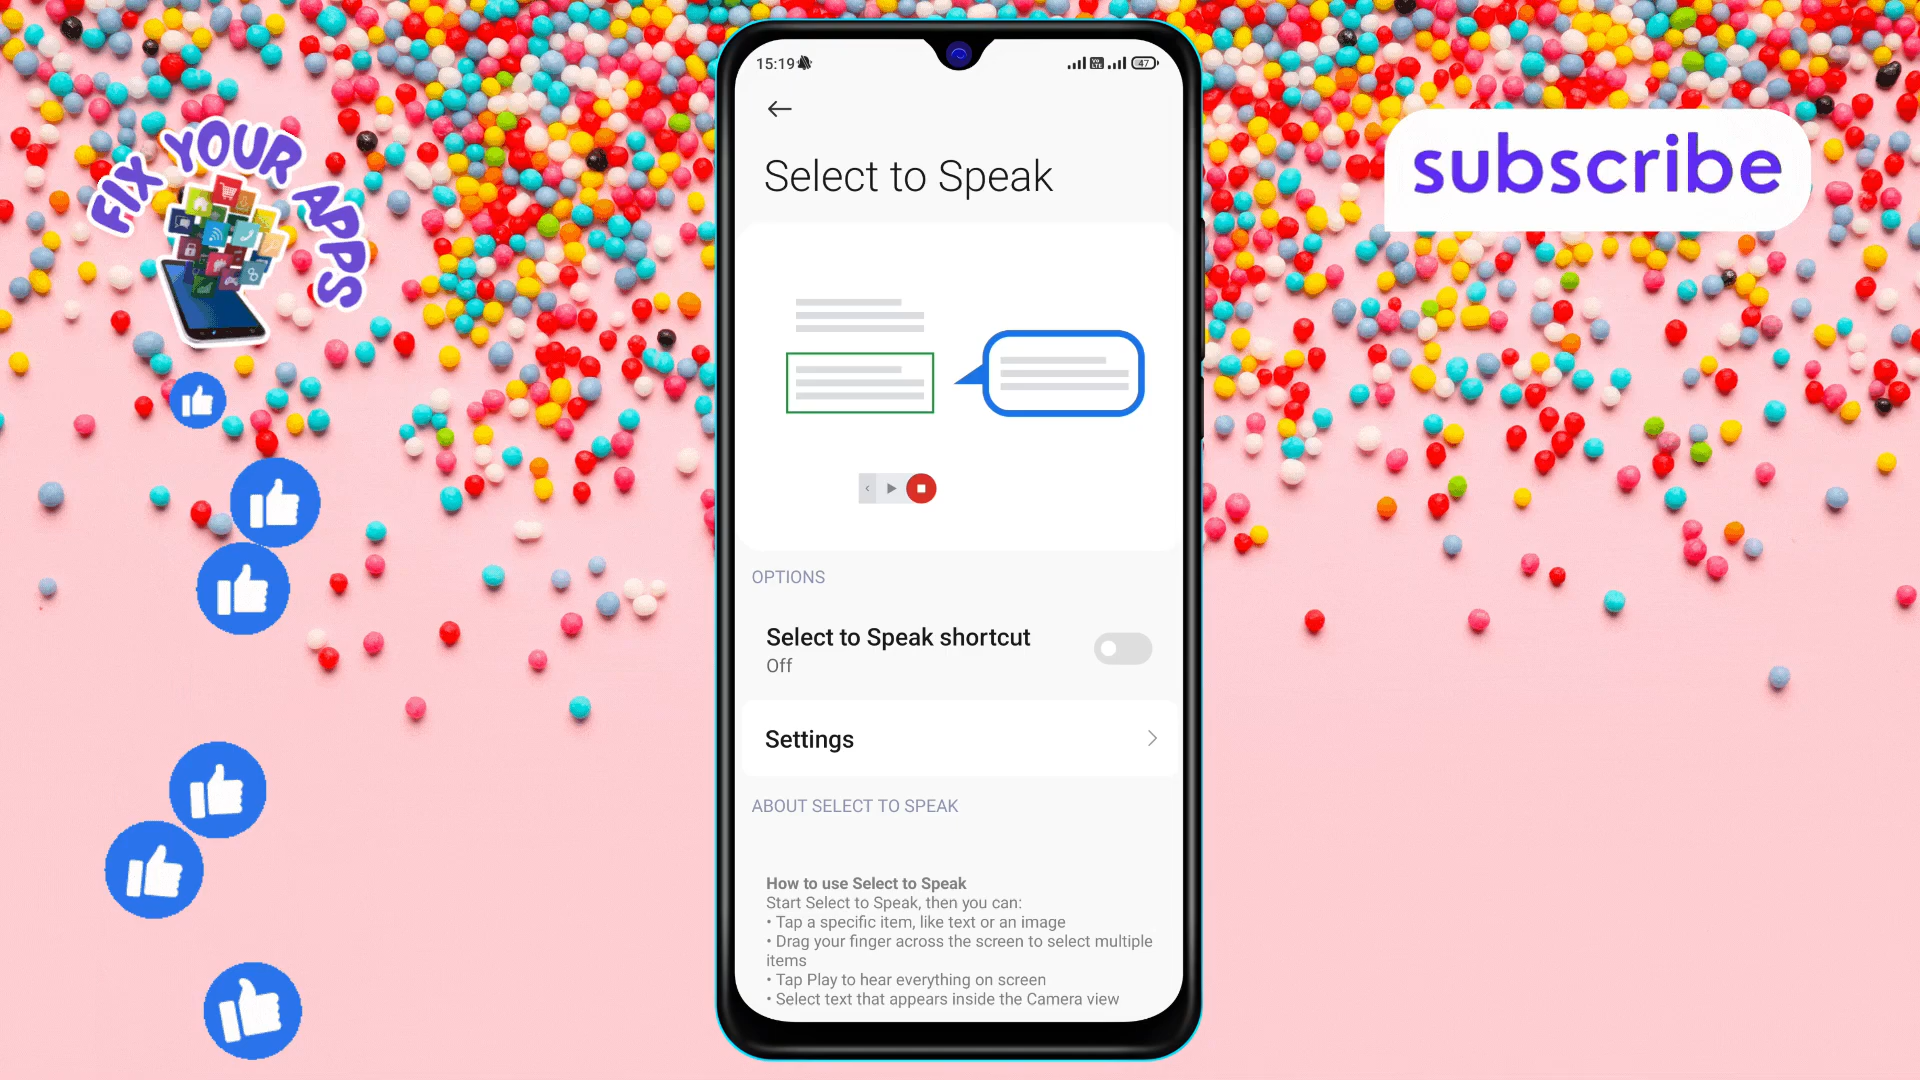 FIX YOUR APPS
subscribe
15:19
47
Select to Speak
OPTIONS
Select to Speak shortcut
Off
Settings
ABOUT SELECT TO SPEAK
How to use Select to Speak
Start Select to Speak, then you can:
• Tap a specific item, like text or an image
• Drag your finger across the screen to select multiple
items
• Tap Play to hear everything on screen
• Select text that appears inside the Camera view